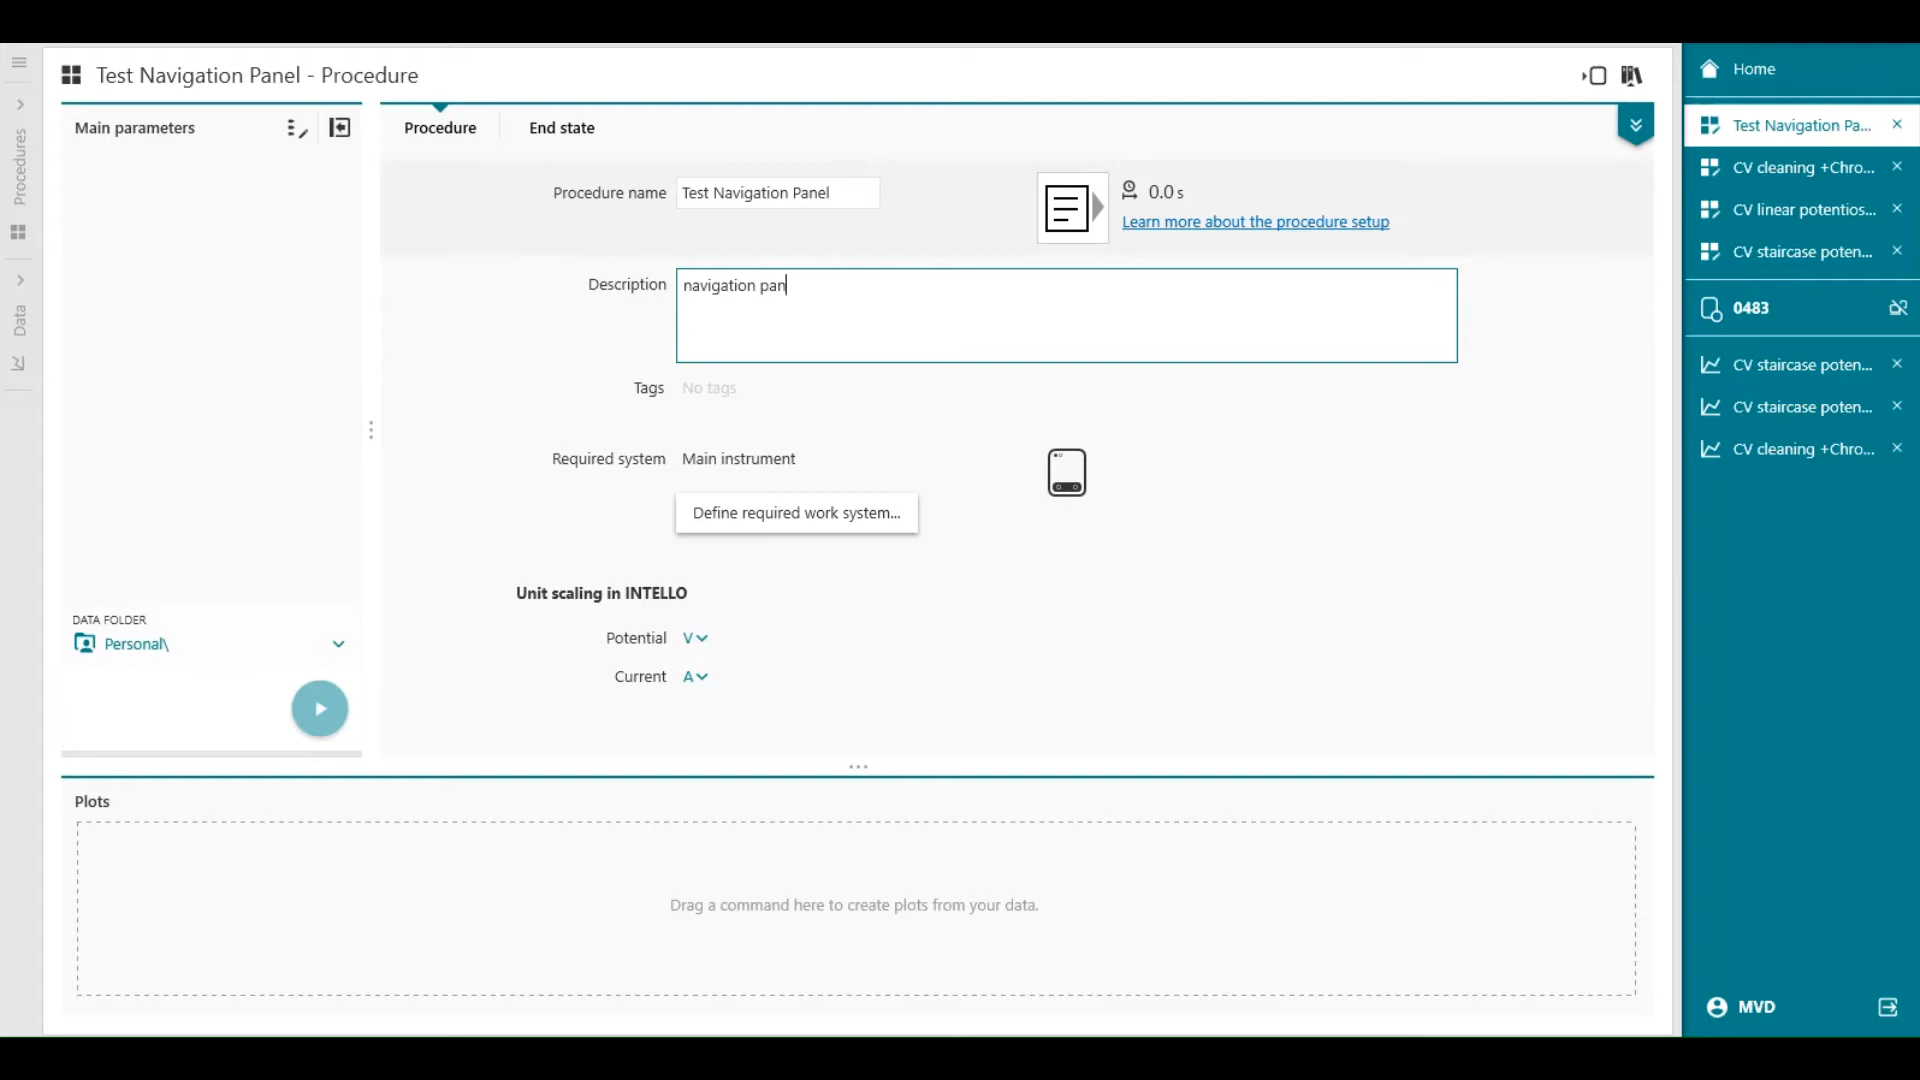 Test Navigation Panel - Procedure
Procedures
Data
Main parameters
DATA FOLDER
Personal\
Procedure
End state
Procedure name
Test Navigation Panel
0.0 s
Learn more about the procedure setup
Description
navigation pan
Tags
No tags
Required system
Main instrument
Define required work system...
Unit scaling in INTELLO
Potential
V
Current
A
Plots
Drag a command here to create plots from your data.
Home
Test Navigation Pa...
CV cleaning +Chro...
CV linear potentios...
CV staircase poten...
0483
CV staircase poten...
CV staircase poten...
CV cleaning +Chro...
MVD